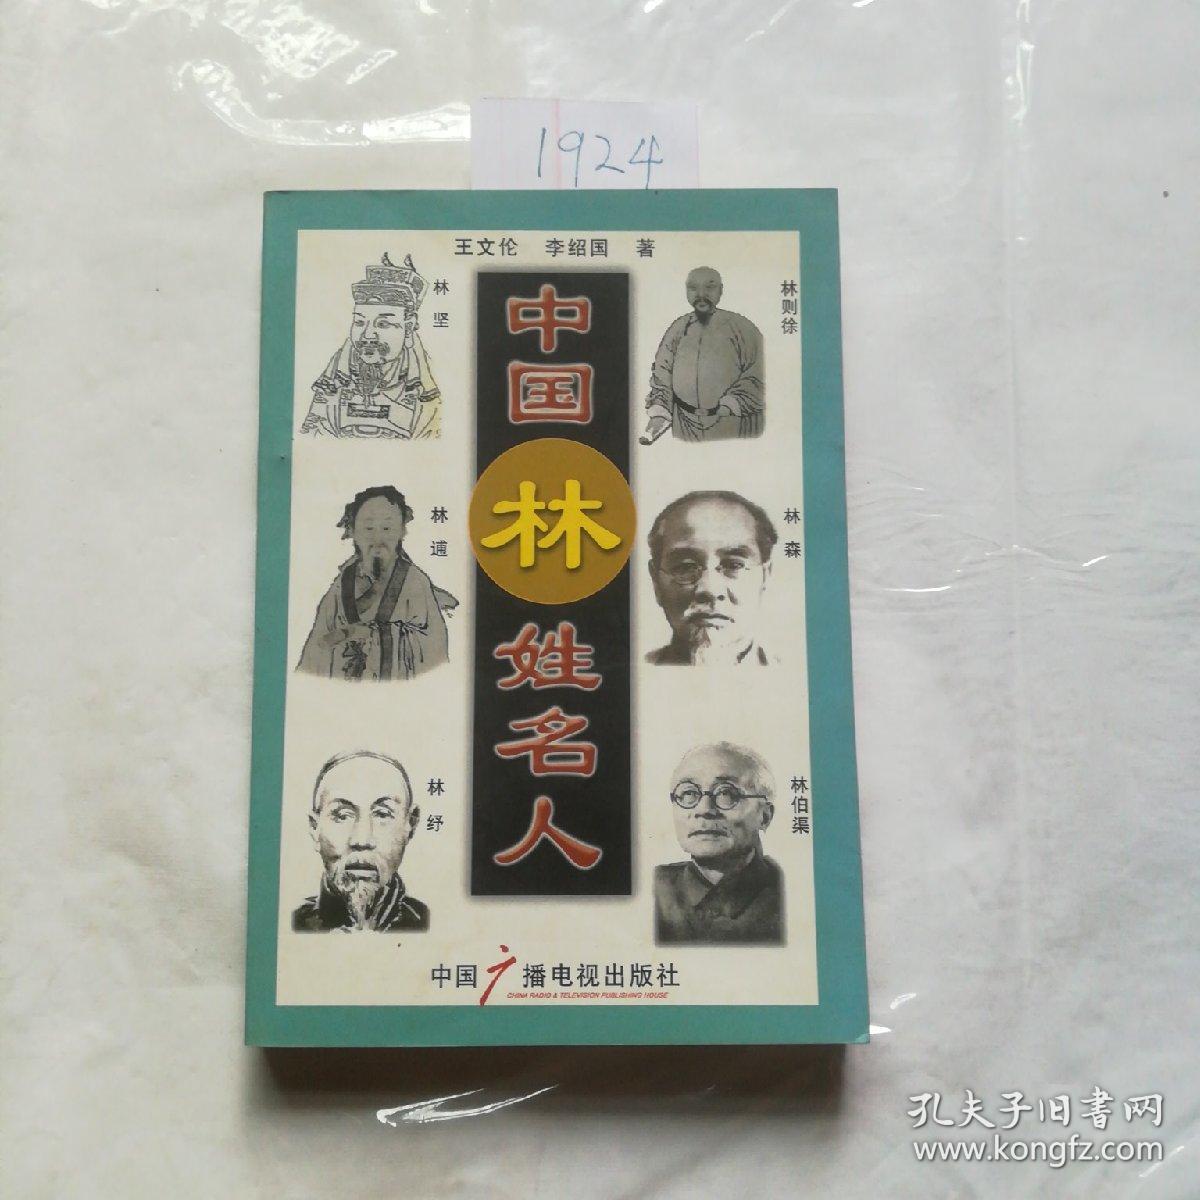 1924
王文伦 李绍国 著
中国林姓名人
林坚
林则徐
林逋
林森
林纾
林伯渠
中国广播电视出版社
CHINA RADIO & TELEVISION PUBLISHING HOUSE
孔夫子旧书网
www.kongfz.com